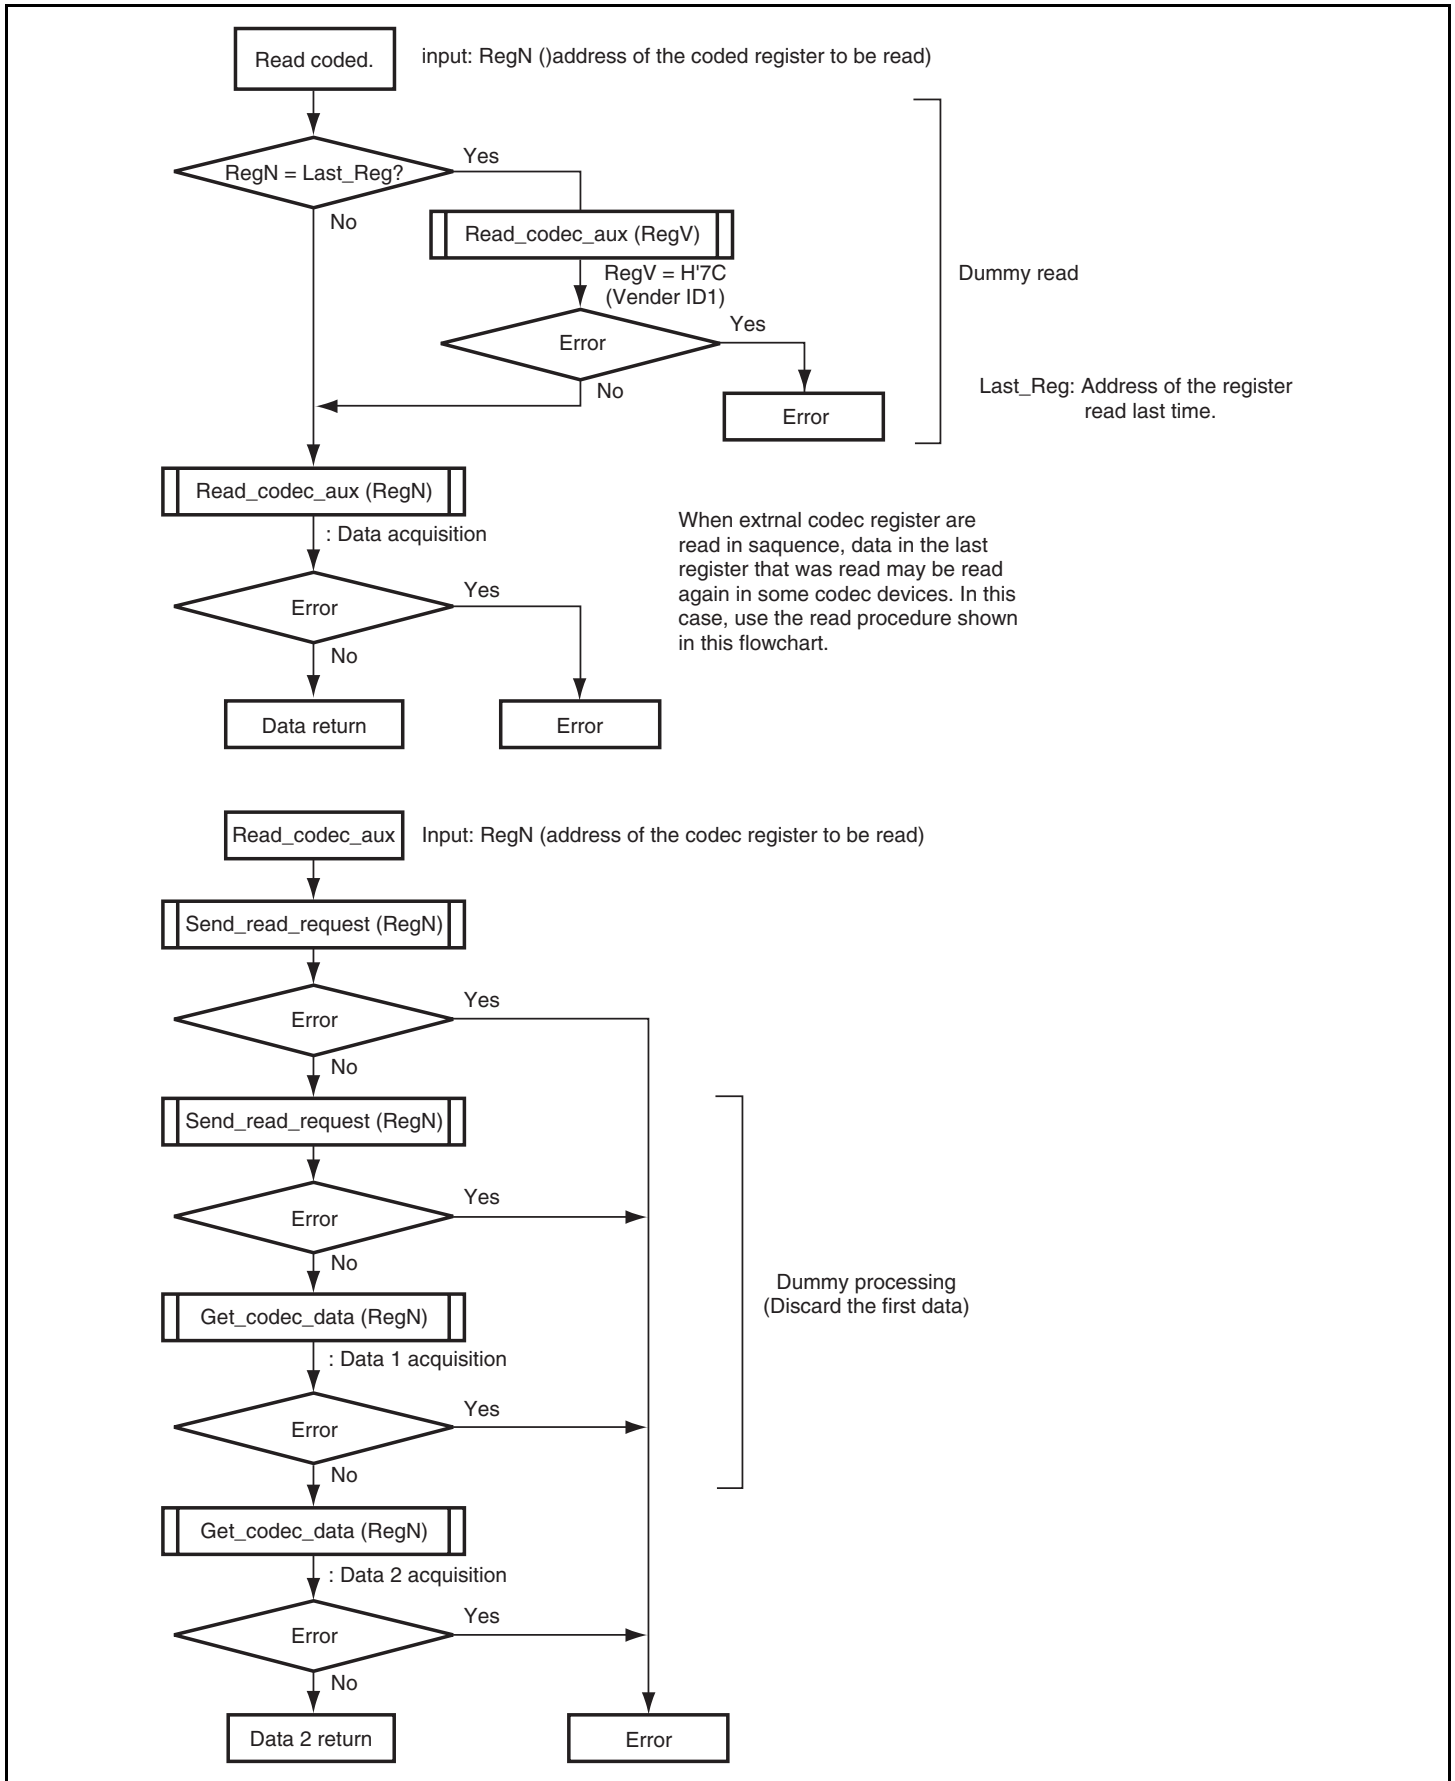 Read coded.
input: RegN ()address of the coded register to be read)
RegN = Last_Reg?
Yes
No
Read_codec_aux (RegV)
RegV = H'7C
(Vender ID1)
Dummy read
Error
Yes
No
Error
Last_Reg: Address of the register
read last time.
Read_codec_aux (RegN)
: Data acquisition
When extrnal codec register are
read in saquence, data in the last
register that was read may be read
again in some codec devices. In this
case, use the read procedure shown
in this flowchart.
Error
Yes
No
Data return
Error
Read_codec_aux
Input: RegN (address of the codec register to be read)
Send_read_request (RegN)
Error
Yes
No
Send_read_request (RegN)
Error
Yes
No
Dummy processing
(Discard the first data)
Get_codec_data (RegN)
: Data 1 acquisition
Error
Yes
No
Get_codec_data (RegN)
: Data 2 acquisition
Error
Yes
No
Data 2 return
Error